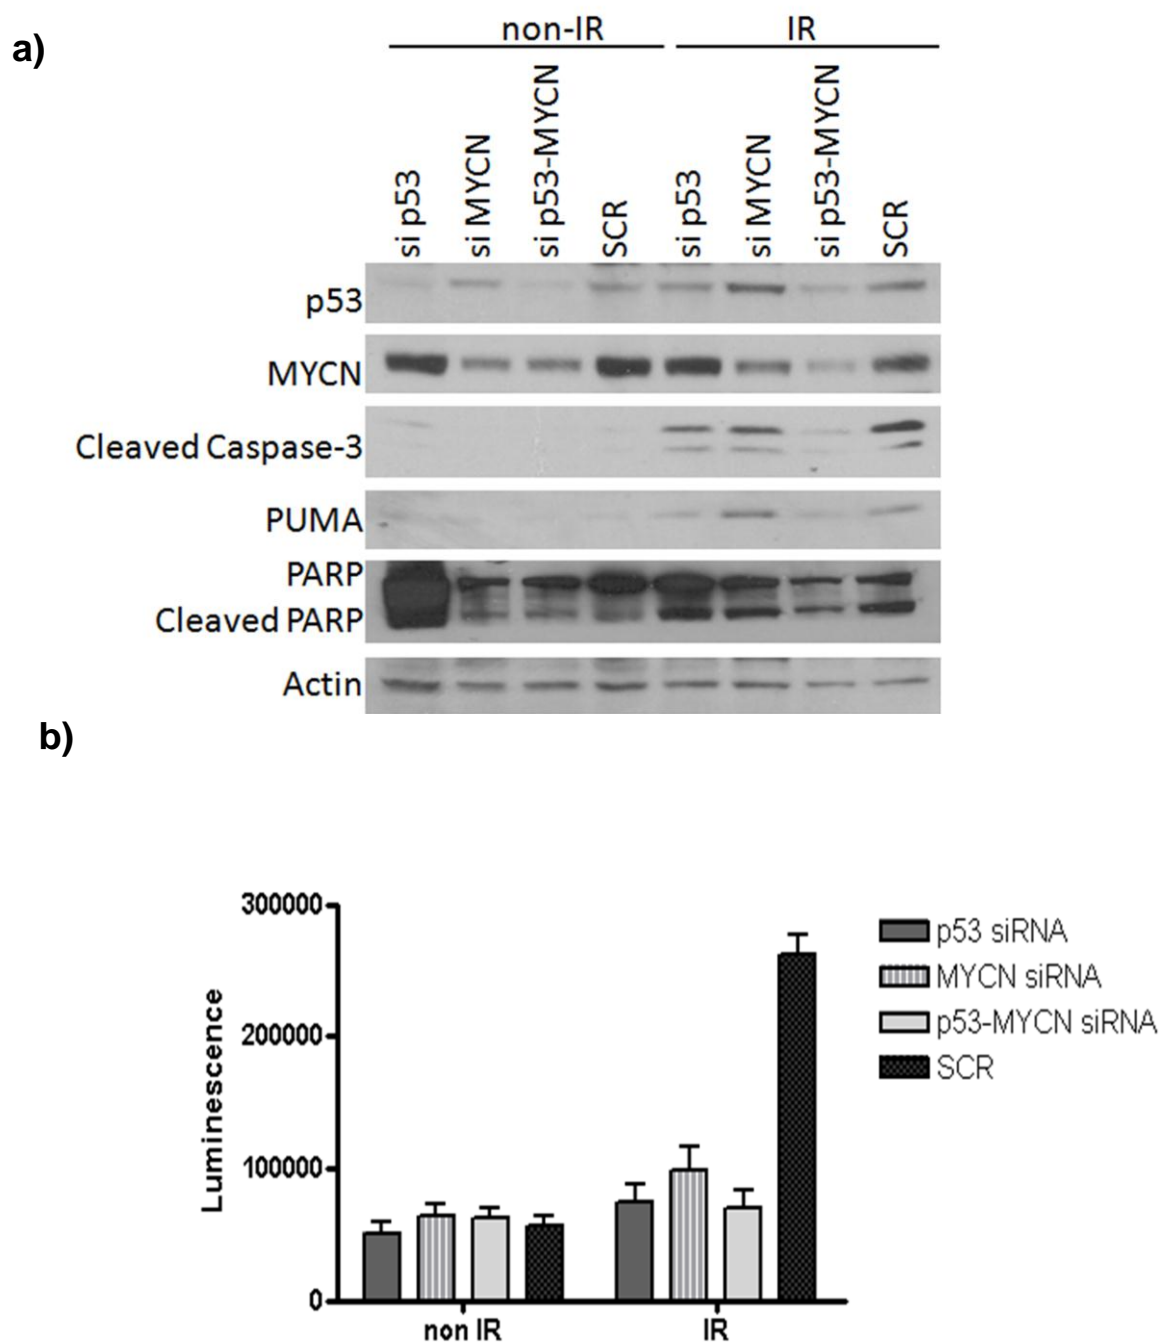 a)
non-IR IR
si p53 si MYCN si p53-MYCN SCR si p53 si MYCN si p53-MYCN SCR
p53
MYCN
Cleaved Caspase-3
PUMA
PARP
Cleaved PARP
Actin
b)
Luminescence
300000
200000
100000
0
non IR IR
p53 siRNA
MYCN siRNA
p53-MYCN siRNA
SCR